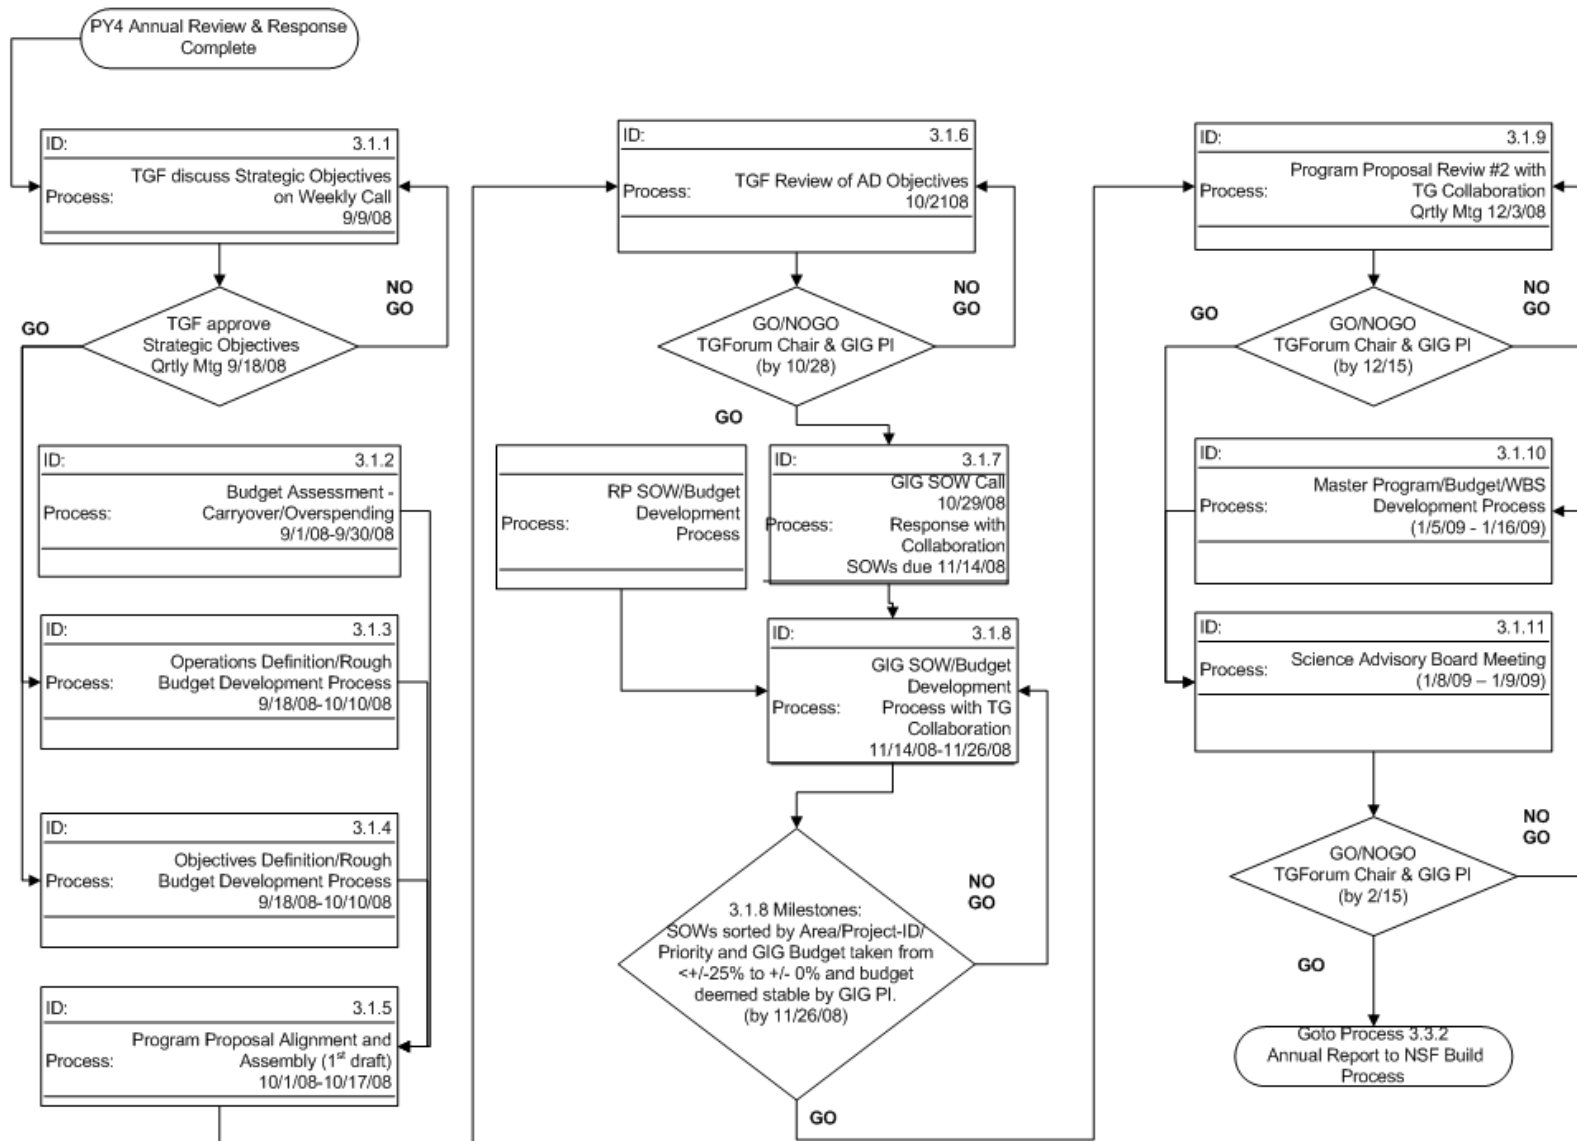 PY4 Annual Review & Response
Complete
ID: 3.1.1
TGF discuss Strategic Objectives
on Weekly Call
Process:
9/9/08
NO
GO
GO
TGF approve
Strategic Objectives
Qrtly Mtg 9/18/08
ID: 3.1.2
Budget Assessment -
Carryover/Overspending
Process:
9/1/08-9/30/08
ID: 3.1.3
Operations Definition/Rough
Process: Budget Development Process
9/18/08-10/10/08
ID: 3.1.4
Objectives Definition/Rough
Process: Budget Development Process
9/18/08-10/10/08
ID: 3.1.5
Program Proposal Alignment and
Process: Assembly (1st draft)
10/1/08-10/17/08
ID: 3.1.6
TGF Review of AD Objectives
Process:
10/2108
NO
GO
GO/NOGO
TGForum Chair & GIG PI
(by 10/28)
GO
RP SOW/Budget
Development
Process:
Process
ID: 3.1.7
GIG SOW Call
10/29/08
Process: Response with
Collaboration
SOWs due 11/14/08
ID: 3.1.8
GIG SOW/Budget
Development
Process: Process with TG
Collaboration
11/14/08-11/26/08
NO
GO
3.1.8 Milestones:
SOWs sorted by Area/Project-ID/
Priority and GIG Budget taken from
<+/-25% to +/- 0% and budget
deemed stable by GIG PI.
(by 11/26/08)
GO
ID: 3.1.9
Program Proposal Reviw #2 with
Process: TG Collaboration
Qrtly Mtg 12/3/08
NO
GO
GO
GO/NOGO
TGForum Chair & GIG PI
(by 12/15)
ID: 3.1.10
Master Program/Budget/WBS
Process: Development Process
(1/5/09 - 1/16/09)
ID: 3.1.11
Process: Science Advisory Board Meeting
(1/8/09 – 1/9/09)
NO
GO
GO/NOGO
TGForum Chair & GIG PI
(by 2/15)
GO
Goto Process 3.3.2
Annual Report to NSF Build
Process